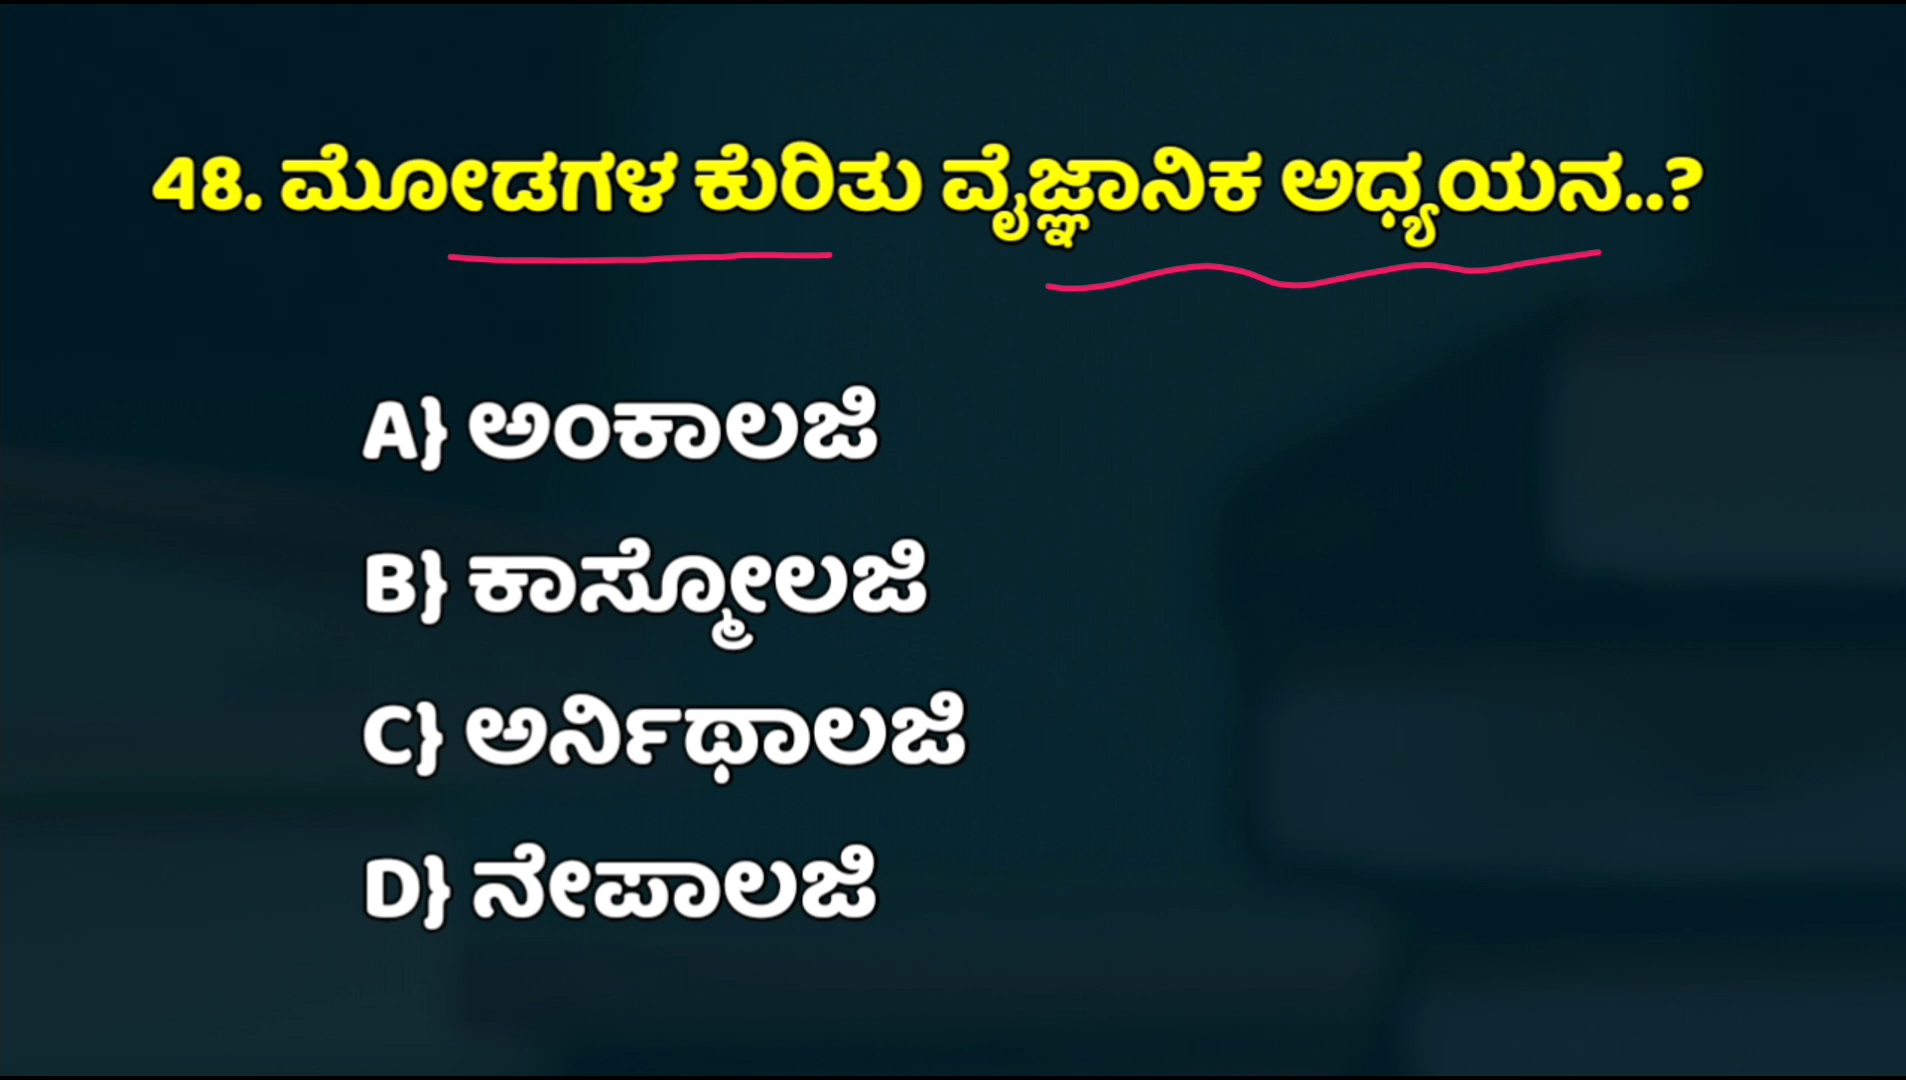 48. ಮೋಡಗಳ ಕುರಿತು ವೈಜ್ಞಾನಿಕ ಅಧ್ಯಯನ..?
A} ಅಂಕಾಲಜಿ
B} ಕಾಸ್ಮೋಲಜಿ
C} ಅರ್ನಿಥಾಲಜಿ
D} ನೇಪಾಲಜಿ